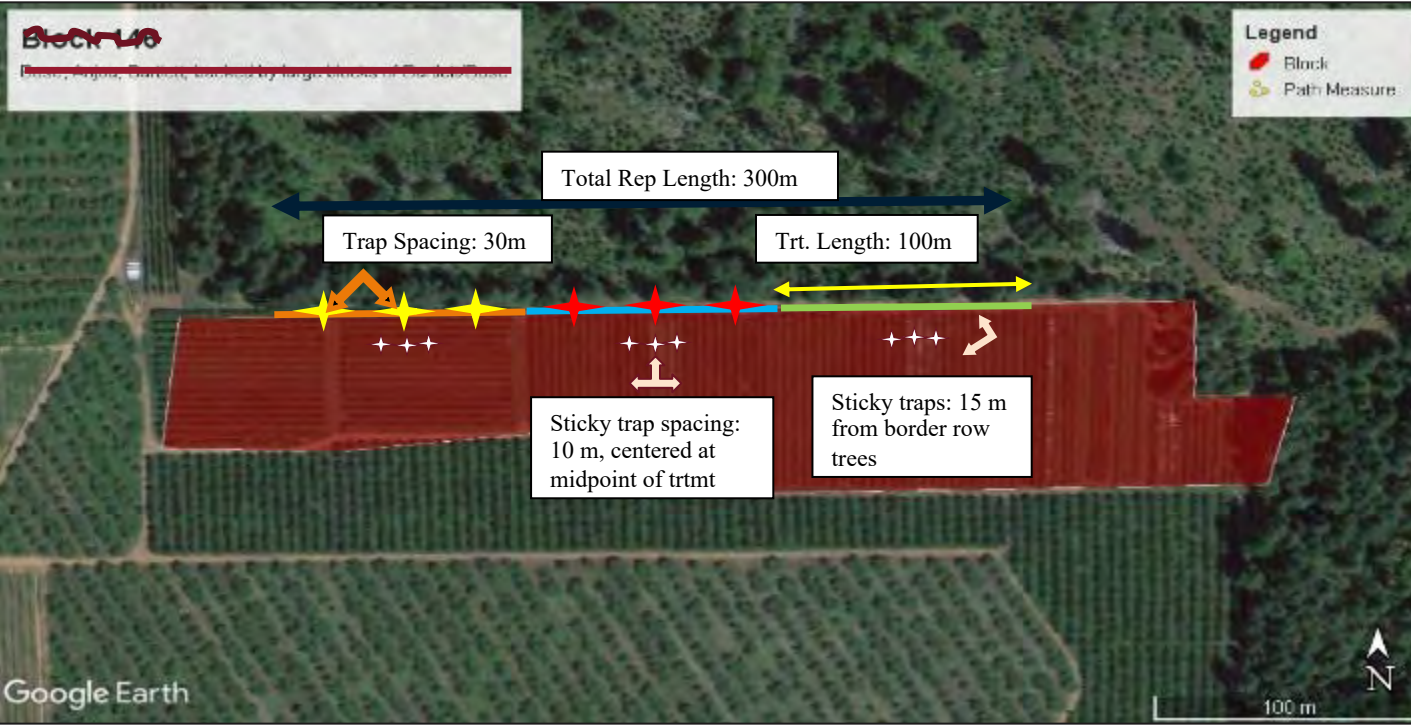 Legend
Block
Path Measure
Total Rep Length: 300m
Trap Spacing: 30m
Trt. Length: 100m
Sticky trap spacing:
10 m, centered at
midpoint of trtmt
Sticky traps: 15 m
from border row
trees
Google Earth
N
100 m